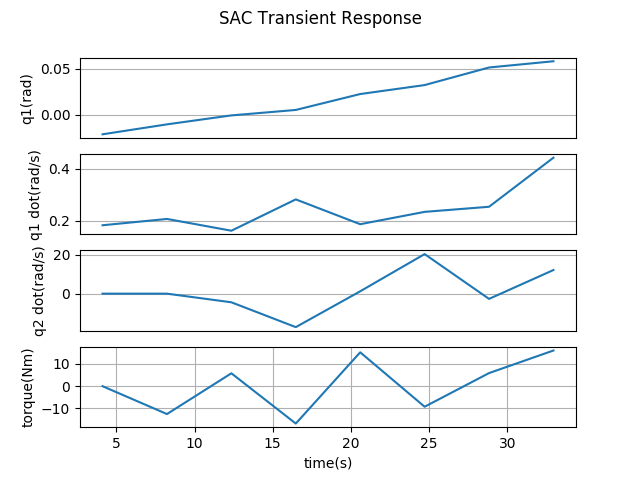 SAC Transient Response
q1(rad)
0.05
0.00
q1 dot(rad/s)
0.4
0.2
q2 dot(rad/s)
20
0
torque(Nm)
10
0
−10
5 10 15 20 25 30
time(s)